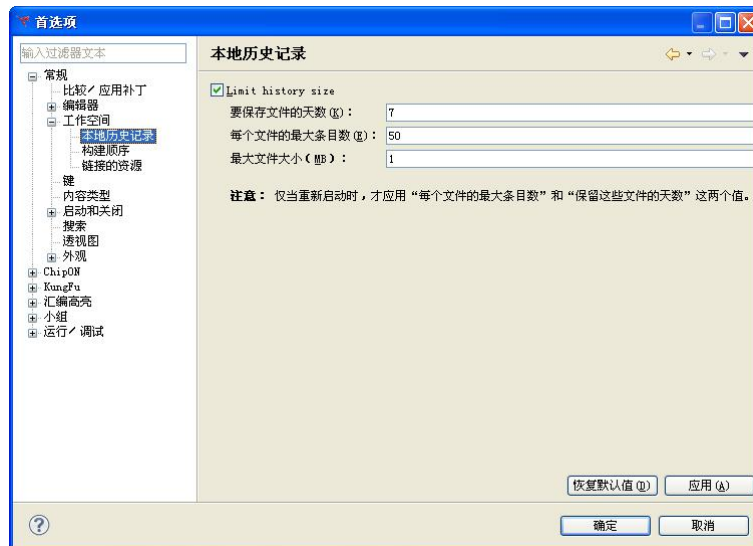 首选项
输入过滤器文本
常规
比较／应用补丁
编辑器
工作空间
本地历史记录
构建顺序
链接的资源
键
内容类型
启动和关闭
搜索
透视图
外观
ChipON
KungFu
汇编高亮
小组
运行／调试
本地历史记录
Limit history size
要保存文件的天数(K)： 7
每个文件的最大条目数(E)： 50
最大文件大小(MB)： 1
注意： 仅当重新启动时，才应用“每个文件的最大条目数”和“保留这些文件的天数”这两个值。
恢复默认值(D) 应用(A)
确定 取消